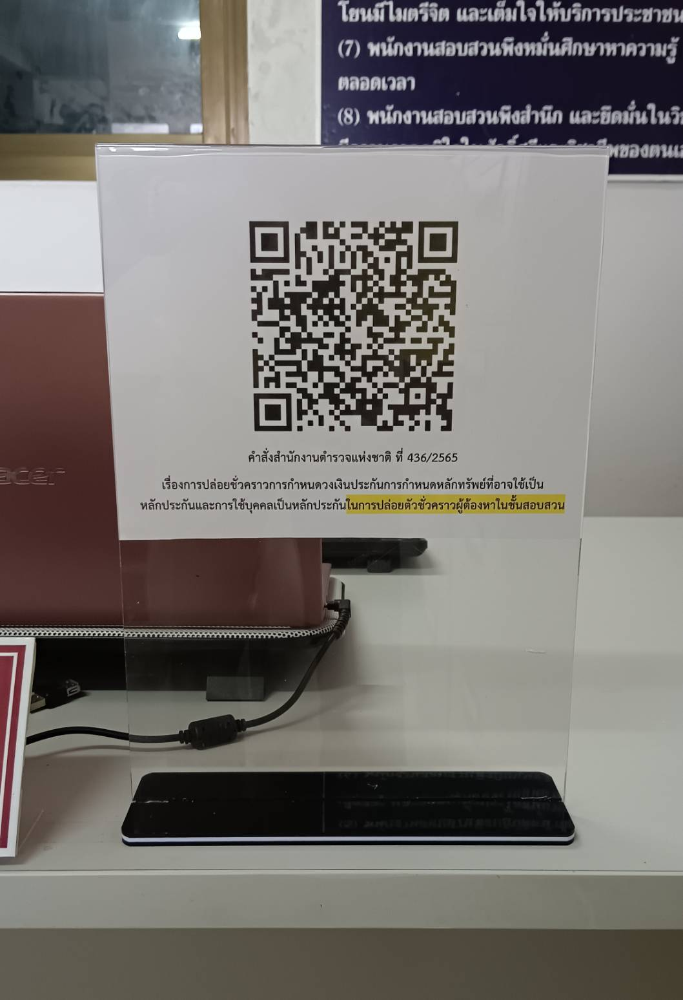 โยนมีไมตรีจิต และเต็มใจให้บริการประชาชน
(7) พนักงานสอบสวนพึงหมั่นศึกษาหาความรู้
ตลอดเวลา
(8) พนักงานสอบสวนพึงสำนึก และยึดมั่นใน
ของตน
คำสั่งสำนักงานตำรวจแห่งชาติ ที่ 436/2565
เรื่องการปล่อยชั่วคราวการกำหนดวงเงินประกันการกำหนดหลักทรัพย์ที่อาจใช้เป็น
หลักประกันและการใช้บุคคลเป็นหลักประกันในการปล่อยตัวชั่วคราวผู้ต้องหาในชั้นสอบสวน
acer